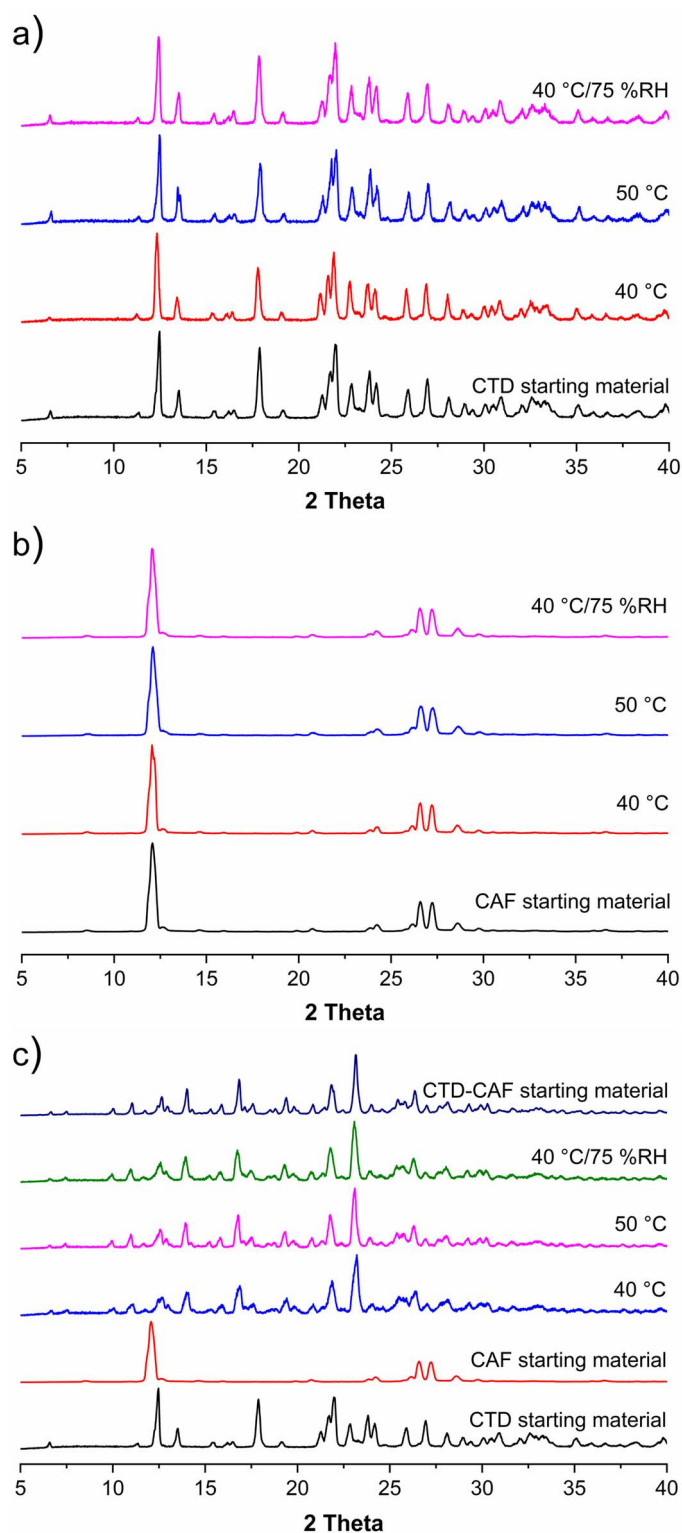 a)
40 °C/75 %RH
50 °C
40 °C
CTD starting material
5 10 15 20 25 30 35 40
2 Theta
b)
40 °C/75 %RH
50 °C
40 °C
CAF starting material
5 10 15 20 25 30 35 40
2 Theta
c)
CTD-CAF starting material
40 °C/75 %RH
50 °C
40 °C
CAF starting material
CTD starting material
5 10 15 20 25 30 35 40
2 Theta